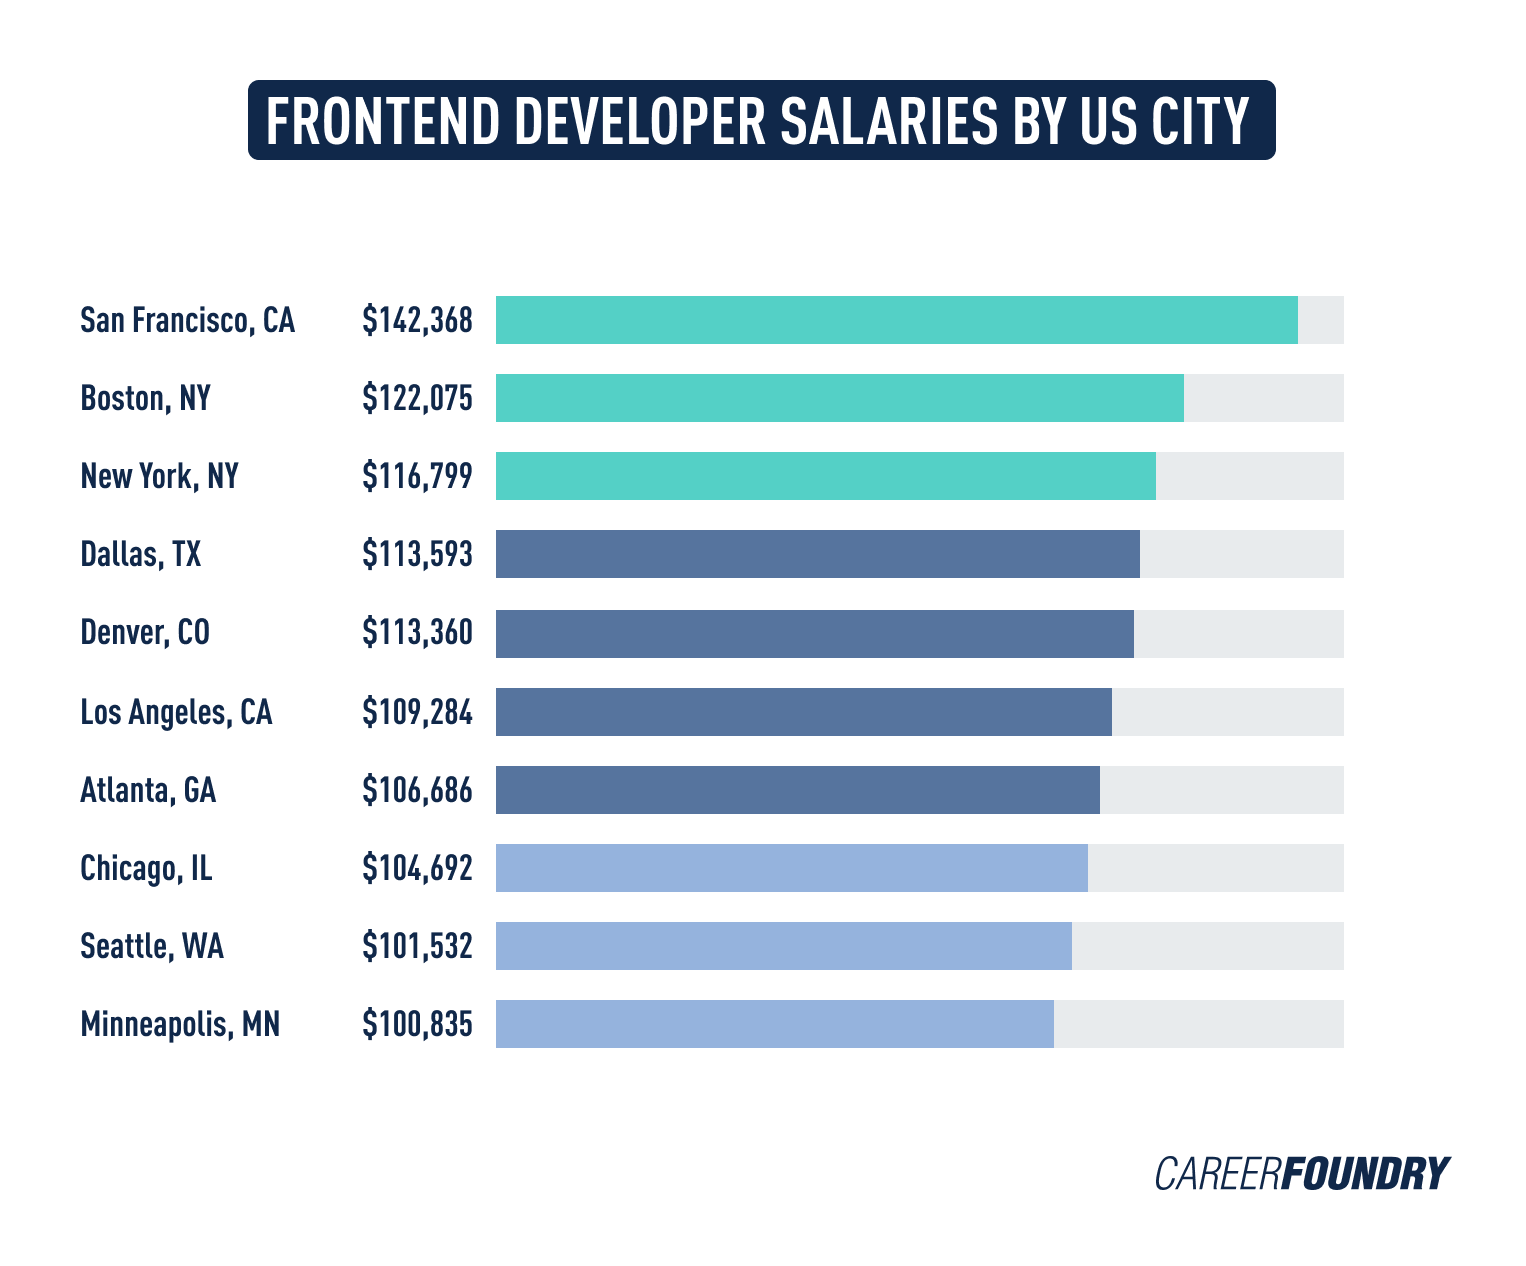 FRONTEND DEVELOPER SALARIES BY US CITY
San Francisco, CA $142,368
Boston, NY $122,075
New York, NY $116,799
Dallas, TX $113,593
Denver, CO $113,360
Los Angeles, CA $109,284
Atlanta, GA $106,686
Chicago, IL $104,692
Seattle, WA $101,532
Minneapolis, MN $100,835
CAREERFOUNDRY